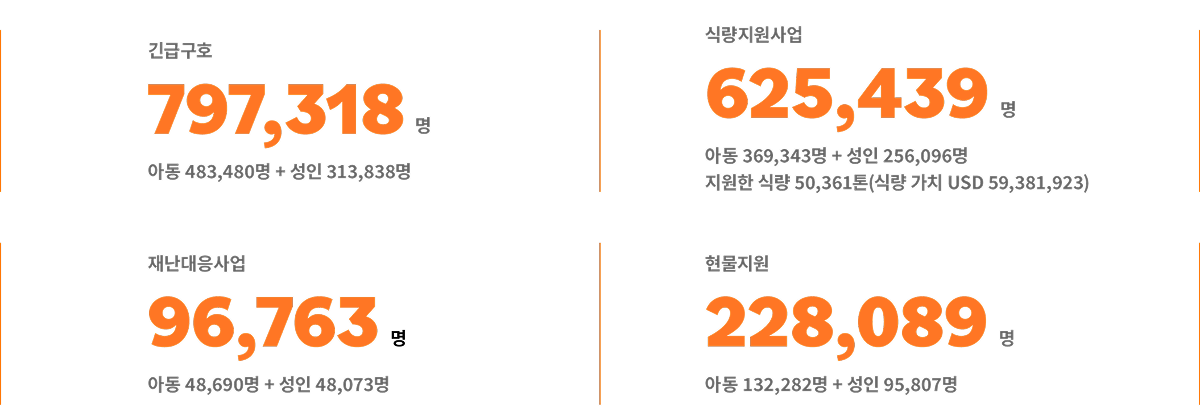 긴급구호
797,318 명
아동 483,480명 + 성인 313,838명
식량지원사업
625,439 명
아동 369,343명 + 성인 256,096명
지원한 식량 50,361톤(식량 가치 USD 59,381,923)
재난대응사업
96,763 명
아동 48,690명 + 성인 48,073명
현물지원
228,089 명
아동 132,282명 + 성인 95,807명